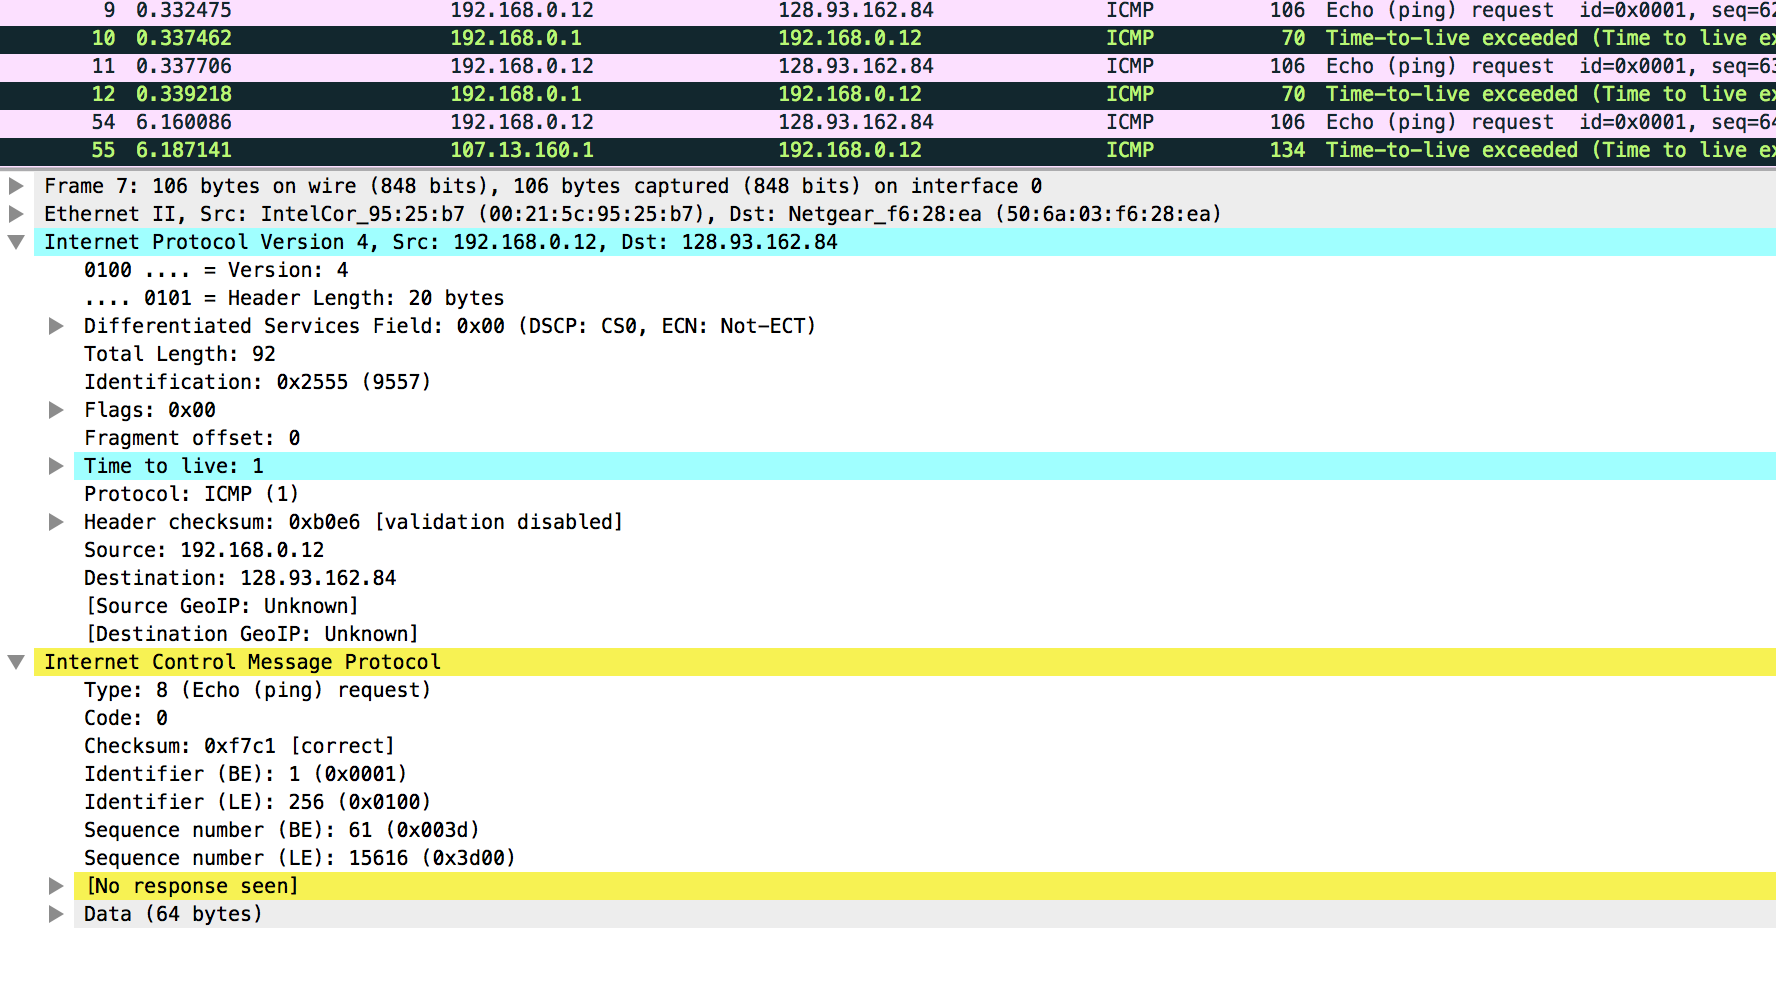 9 0.332475 192.168.0.12 128.93.162.84 ICMP 106 Echo (ping) request id=0x0001, seq=62
10 0.337462 192.168.0.1 192.168.0.12 ICMP 70 Time-to-live exceeded (Time to live ex
11 0.337706 192.168.0.12 128.93.162.84 ICMP 106 Echo (ping) request id=0x0001, seq=63
12 0.339218 192.168.0.1 192.168.0.12 ICMP 70 Time-to-live exceeded (Time to live ex
54 6.160086 192.168.0.12 128.93.162.84 ICMP 106 Echo (ping) request id=0x0001, seq=64
55 6.187141 107.13.160.1 192.168.0.12 ICMP 134 Time-to-live exceeded (Time to live ex
Frame 7: 106 bytes on wire (848 bits), 106 bytes captured (848 bits) on interface 0
Ethernet II, Src: IntelCor_95:25:b7 (00:21:5c:95:25:b7), Dst: Netgear_f6:28:ea (50:6a:03:f6:28:ea)
Internet Protocol Version 4, Src: 192.168.0.12, Dst: 128.93.162.84
0100 .... = Version: 4
.... 0101 = Header Length: 20 bytes
Differentiated Services Field: 0x00 (DSCP: CS0, ECN: Not-ECT)
Total Length: 92
Identification: 0x2555 (9557)
Flags: 0x00
Fragment offset: 0
Time to live: 1
Protocol: ICMP (1)
Header checksum: 0xb0e6 [validation disabled]
Source: 192.168.0.12
Destination: 128.93.162.84
[Source GeoIP: Unknown]
[Destination GeoIP: Unknown]
Internet Control Message Protocol
Type: 8 (Echo (ping) request)
Code: 0
Checksum: 0xf7c1 [correct]
Identifier (BE): 1 (0x0001)
Identifier (LE): 256 (0x0100)
Sequence number (BE): 61 (0x003d)
Sequence number (LE): 15616 (0x3d00)
[No response seen]
Data (64 bytes)